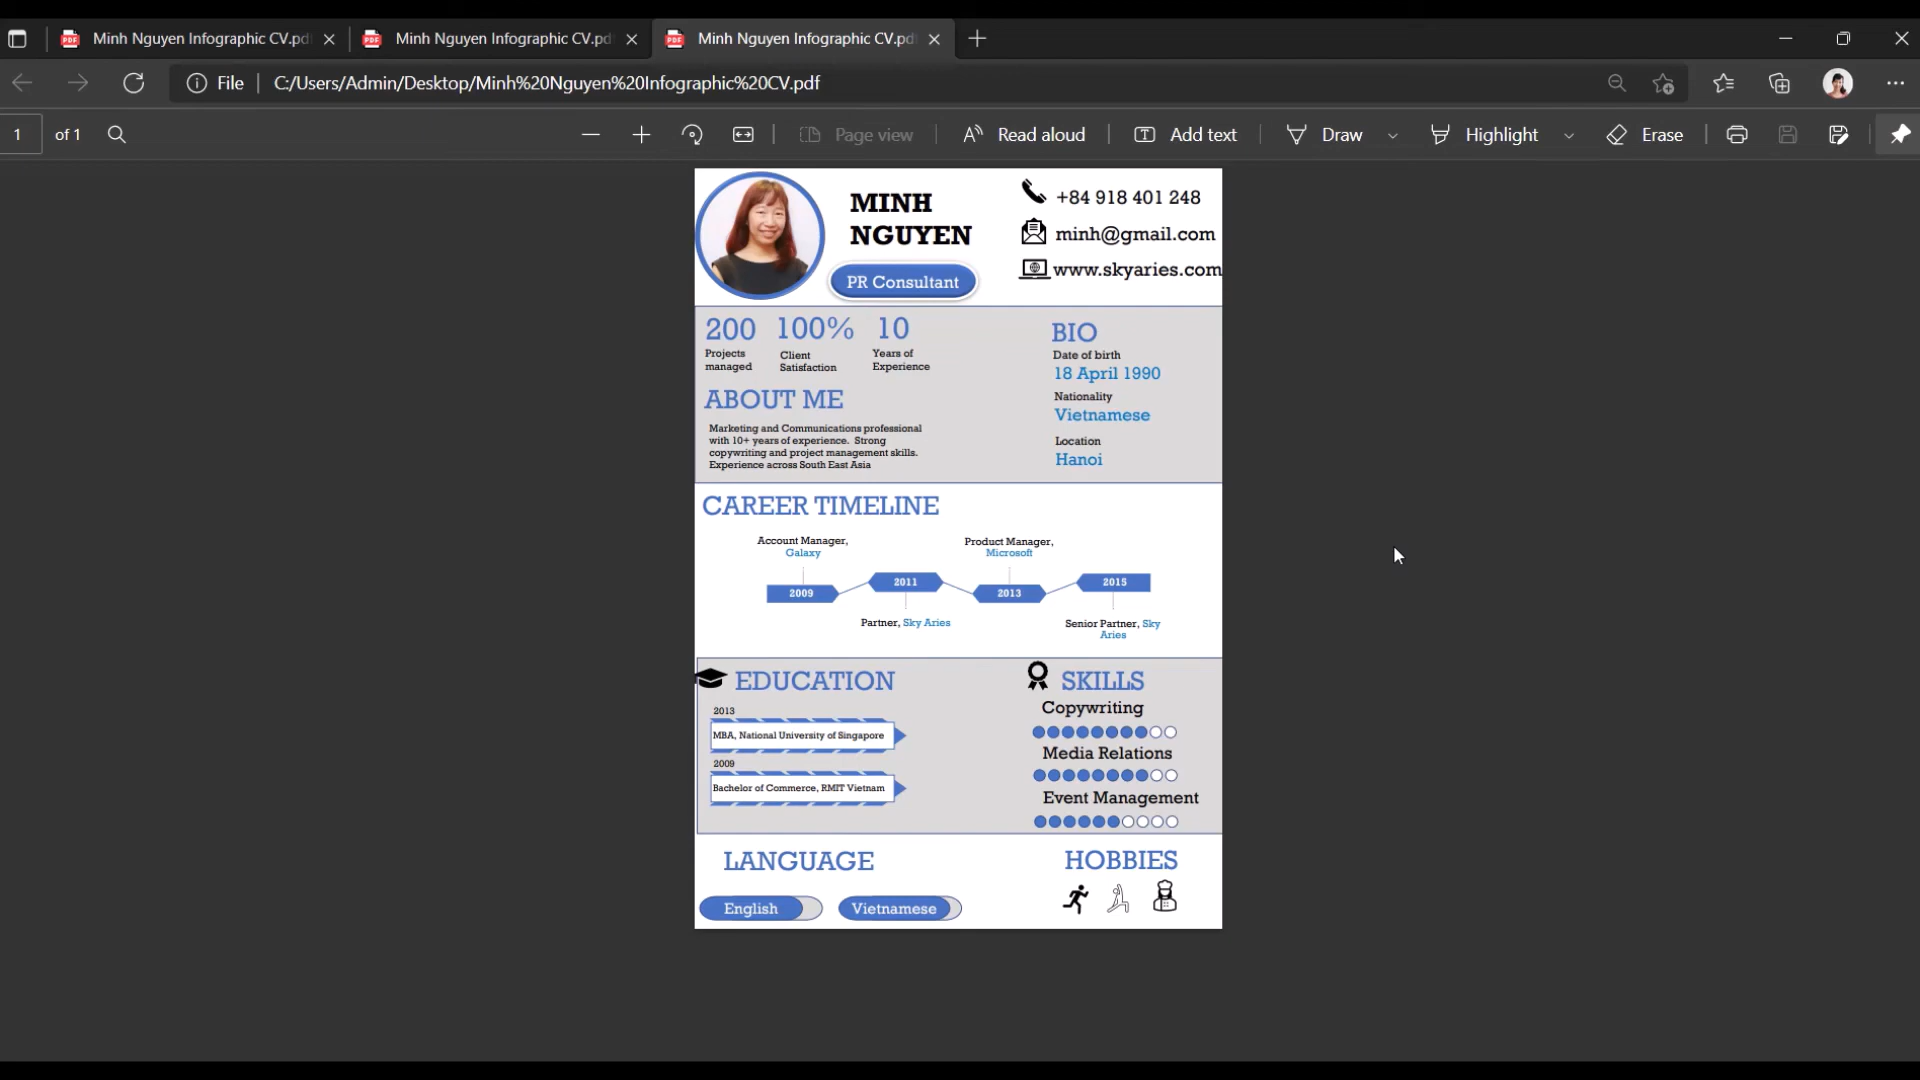 Minh Nguyen Infographic CV.pd
Minh Nguyen Infographic CV.pd
Minh Nguyen Infographic CV.pd
File
C:/Users/Admin/Desktop/Minh%20Nguyen%20Infographic%20CV.pdf
1 of 1
Page view
Read aloud
Add text
Draw
Highlight
Erase
MINH
NGUYEN
PR Consultant
+84 918 401 248
minh@gmail.com
www.skyaries.com
200
Projects
managed
100%
Client
Satisfaction
10
Years of
Experience
ABOUT ME
Marketing and Communications professional
with 10+ years of experience. Strong
copywriting and project management skills.
Experience across South East Asia
BIO
Date of birth
18 April 1990
Nationality
Vietnamese
Location
Hanoi
CAREER TIMELINE
Account Manager,
Galaxy
2009
2011
Partner, Sky Aries
Product Manager,
Microsoft
2013
2015
Senior Partner, Sky
Aries
EDUCATION
2013
MBA, National University of Singapore
2009
Bachelor of Commerce, RMIT Vietnam
SKILLS
Copywriting
Media Relations
Event Management
LANGUAGE
English
Vietnamese
HOBBIES